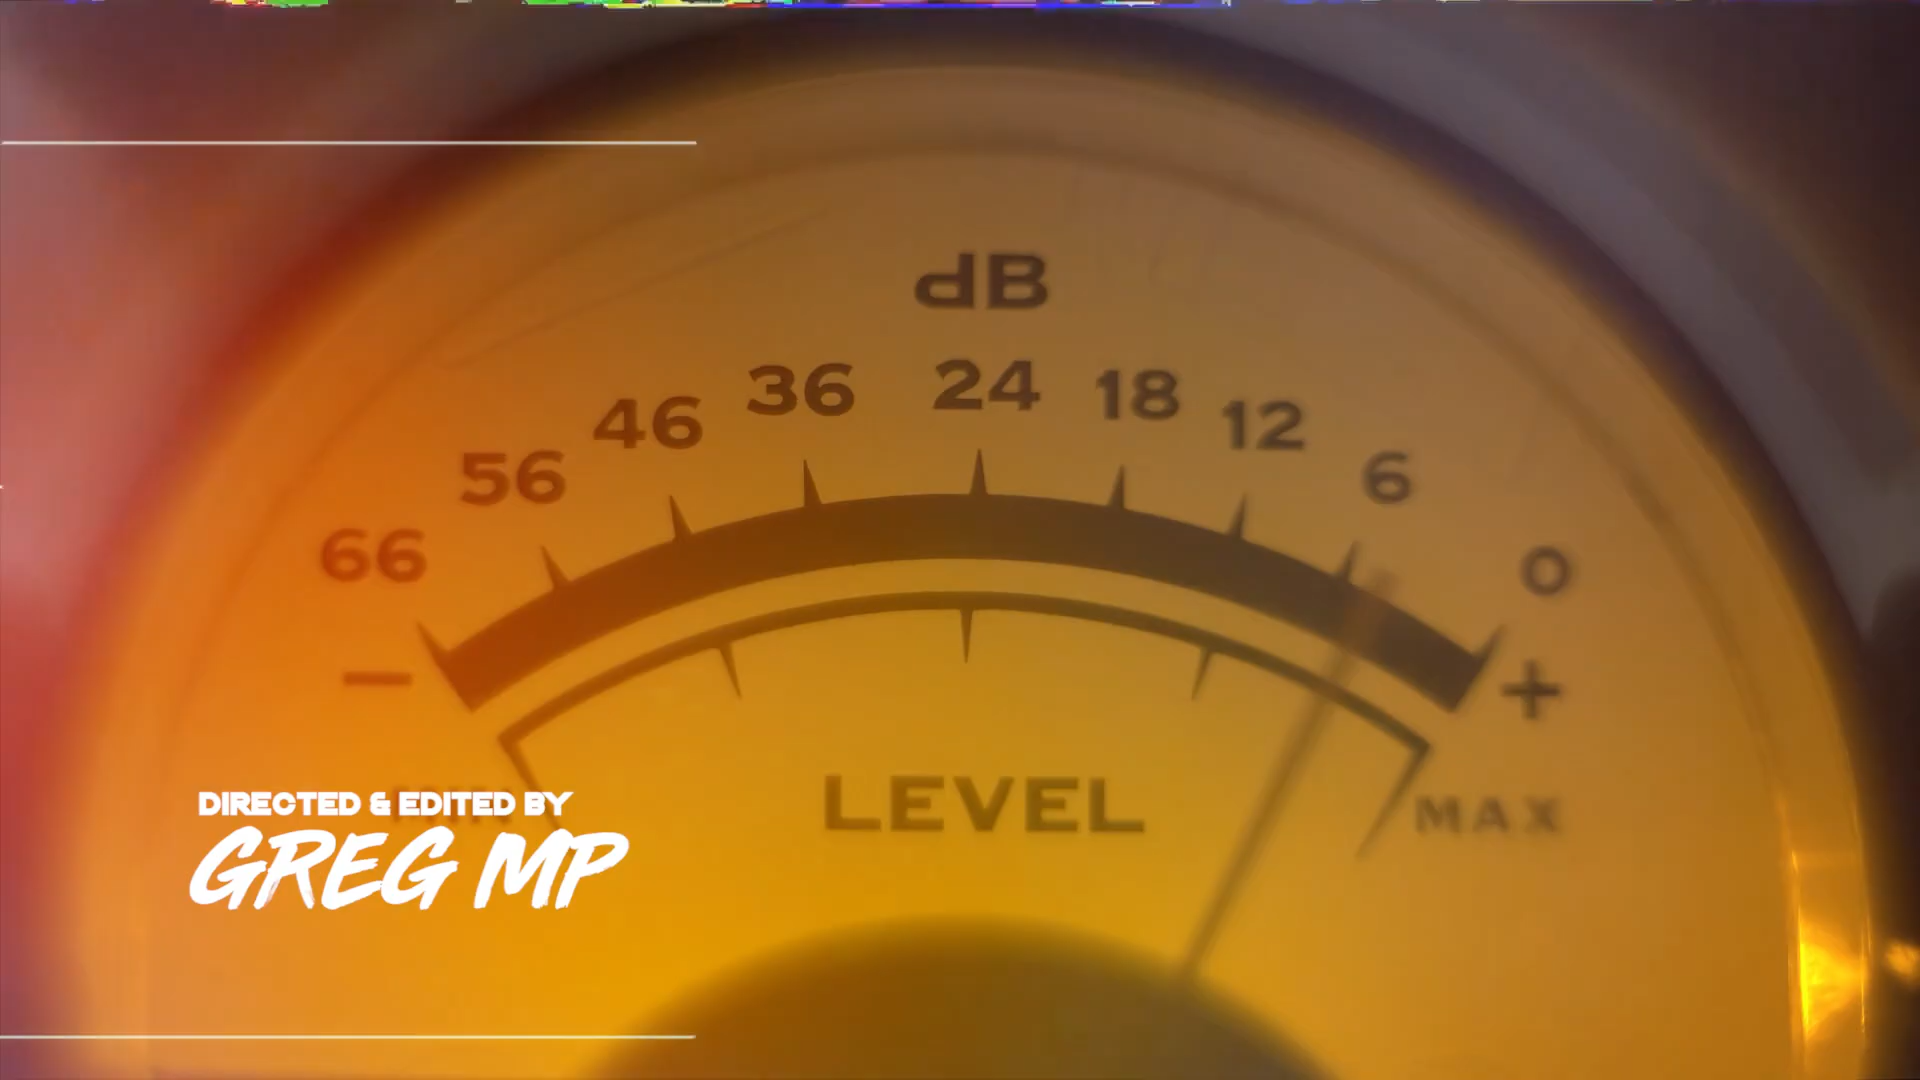 dB
66 56 46 36 24 18 12 6 0
− +
LEVEL
MAX
DIRECTED & EDITED BY
GREG MP